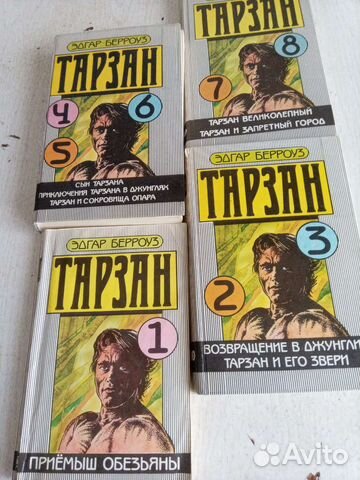 ЭДГАР БЕРРОУЗ
ТАРЗАН
4
6
5
СЫН ТАРЗАНА
ПРИКЛЮЧЕНИЯ ТАРЗАНА В ДЖУНГЛЯХ
ТАРЗАН И СОКРОВИЩА ОПАРА
8
7
ТАРЗАН ВЕЛИКОЛЕПНЫЙ
ТАРЗАН И ЗАПРЕТНЫЙ ГОРОД
ЭДГАР БЕРРОУЗ
ТАРЗАН
1
ПРИЁМЫШ ОБЕЗЬЯНЫ
ЭДГАР БЕРРОУЗ
ТАРЗАН
3
2
ВОЗВРАЩЕНИЕ В ДЖУНГЛИ
ТАРЗАН И ЕГО ЗВЕРИ
Avito